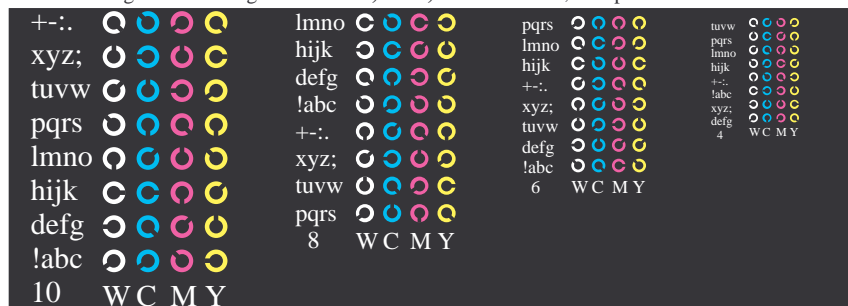 +-:.
xyz;
tuvw
pqrs
lmno
hijk
defg
!abc
10 W C M Y
lmno
hijk
defg
!abc
+-:.
xyz;
tuvw
pqrs
8 W C M Y
pqrs
lmno
hijk
+-:.
xyz;
tuvw
defg
!abc
6 W C M Y
tuvw
pqrs
lmno
hijk
+-:.
!abc
xyz;
defg
4 W C M Y